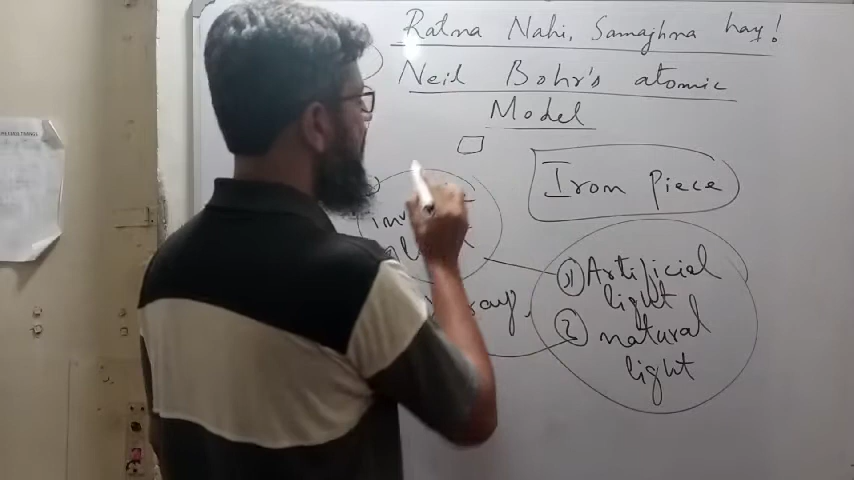 Ratna Nahi, Samajhna hay!
Neil Bohr's atomic
Model
Iron piece
① Artificial
light
② natural
light